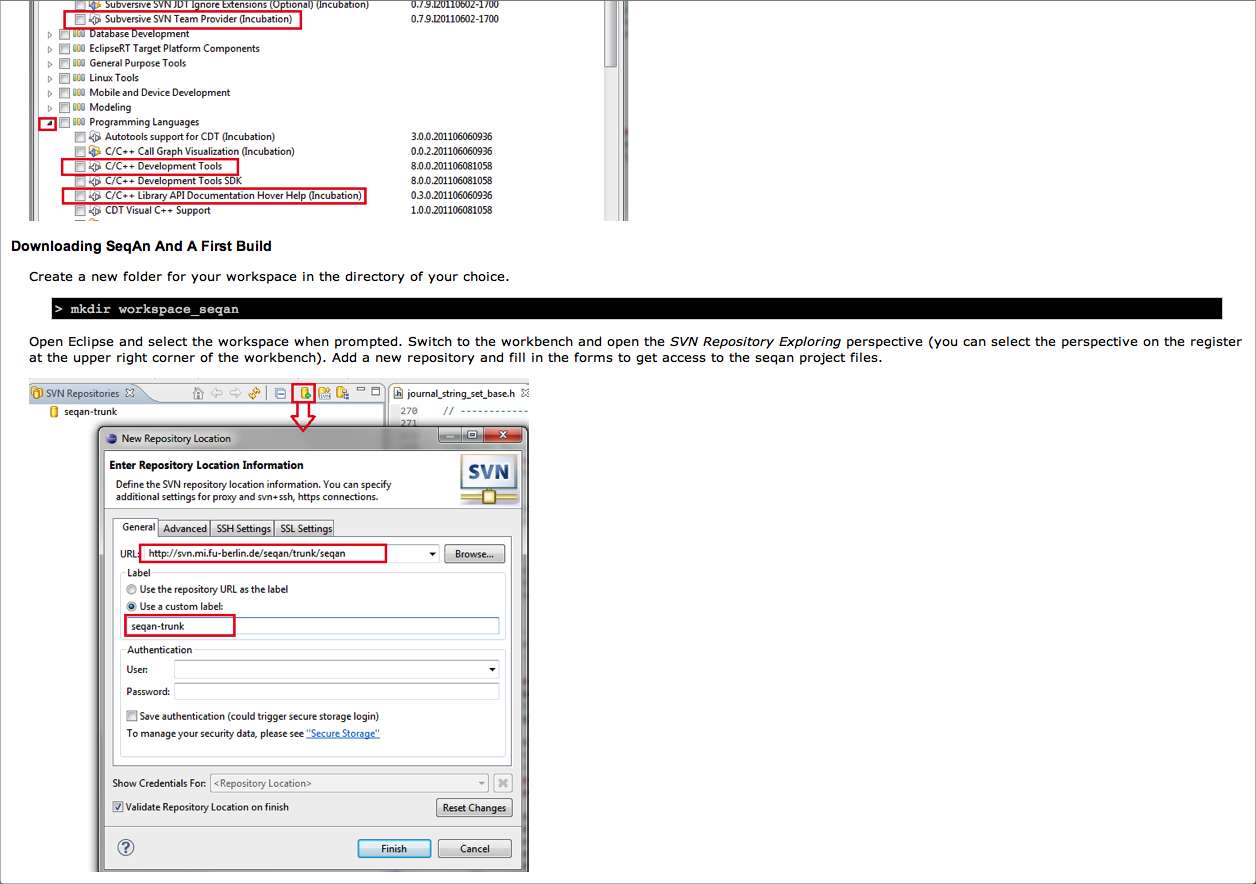 Subversive SVN JDT Ignore Extensions (Optional) (Incubation) 0.7.9.I20110602-1700
Subversive SVN Team Provider (Incubation) 0.7.9.I20110602-1700
Database Development
EclipseRT Target Platform Components
General Purpose Tools
Linux Tools
Mobile and Device Development
Modeling
Programming Languages
Autotools support for CDT (Incubation) 3.0.0.201106060936
C/C++ Call Graph Visualization (Incubation) 0.0.2.201106060936
C/C++ Development Tools 8.0.0.201106081058
C/C++ Development Tools SDK 8.0.0.201106081058
C/C++ Library API Documentation Hover Help (Incubation) 0.3.0.201106060936
CDT Visual C++ Support 1.0.0.201106081058
Downloading SeqAn And A First Build
Create a new folder for your workspace in the directory of your choice.
> mkdir workspace_seqan
Open Eclipse and select the workspace when prompted. Switch to the workbench and open the SVN Repository Exploring perspective (you can select the perspective on the register
at the upper right corner of the workbench). Add a new repository and fill in the forms to get access to the seqan project files.
SVN Repositories journal_string_set_base.h
seqan-trunk 270 // ------------
271
New Repository Location
Enter Repository Location Information
Define the SVN repository location information. You can specify
additional settings for proxy and svn+ssh, https connections.
SVN
General Advanced SSH Settings SSL Settings
URL: http://svn.mi.fu-berlin.de/seqan/trunk/seqan Browse...
Label
Use the repository URL as the label
Use a custom label:
seqan-trunk
Authentication
User:
Password:
Save authentication (could trigger secure storage login)
To manage your security data, please see "Secure Storage"
Show Credentials For: <Repository Location>
Validate Repository Location on finish Reset Changes
? Finish Cancel